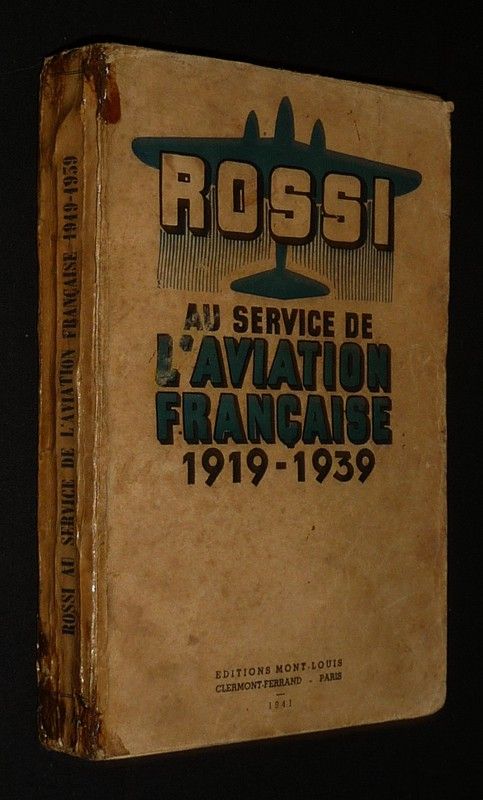 ROSSI AU SERVICE DE L'AVIATION FRANÇAISE 1919-1939
ROSSI
AU SERVICE DE
L'AVIATION
FRANÇAISE
1919-1939
EDITIONS MONT-LOUIS
CLERMONT-FERRAND - PARIS
1941